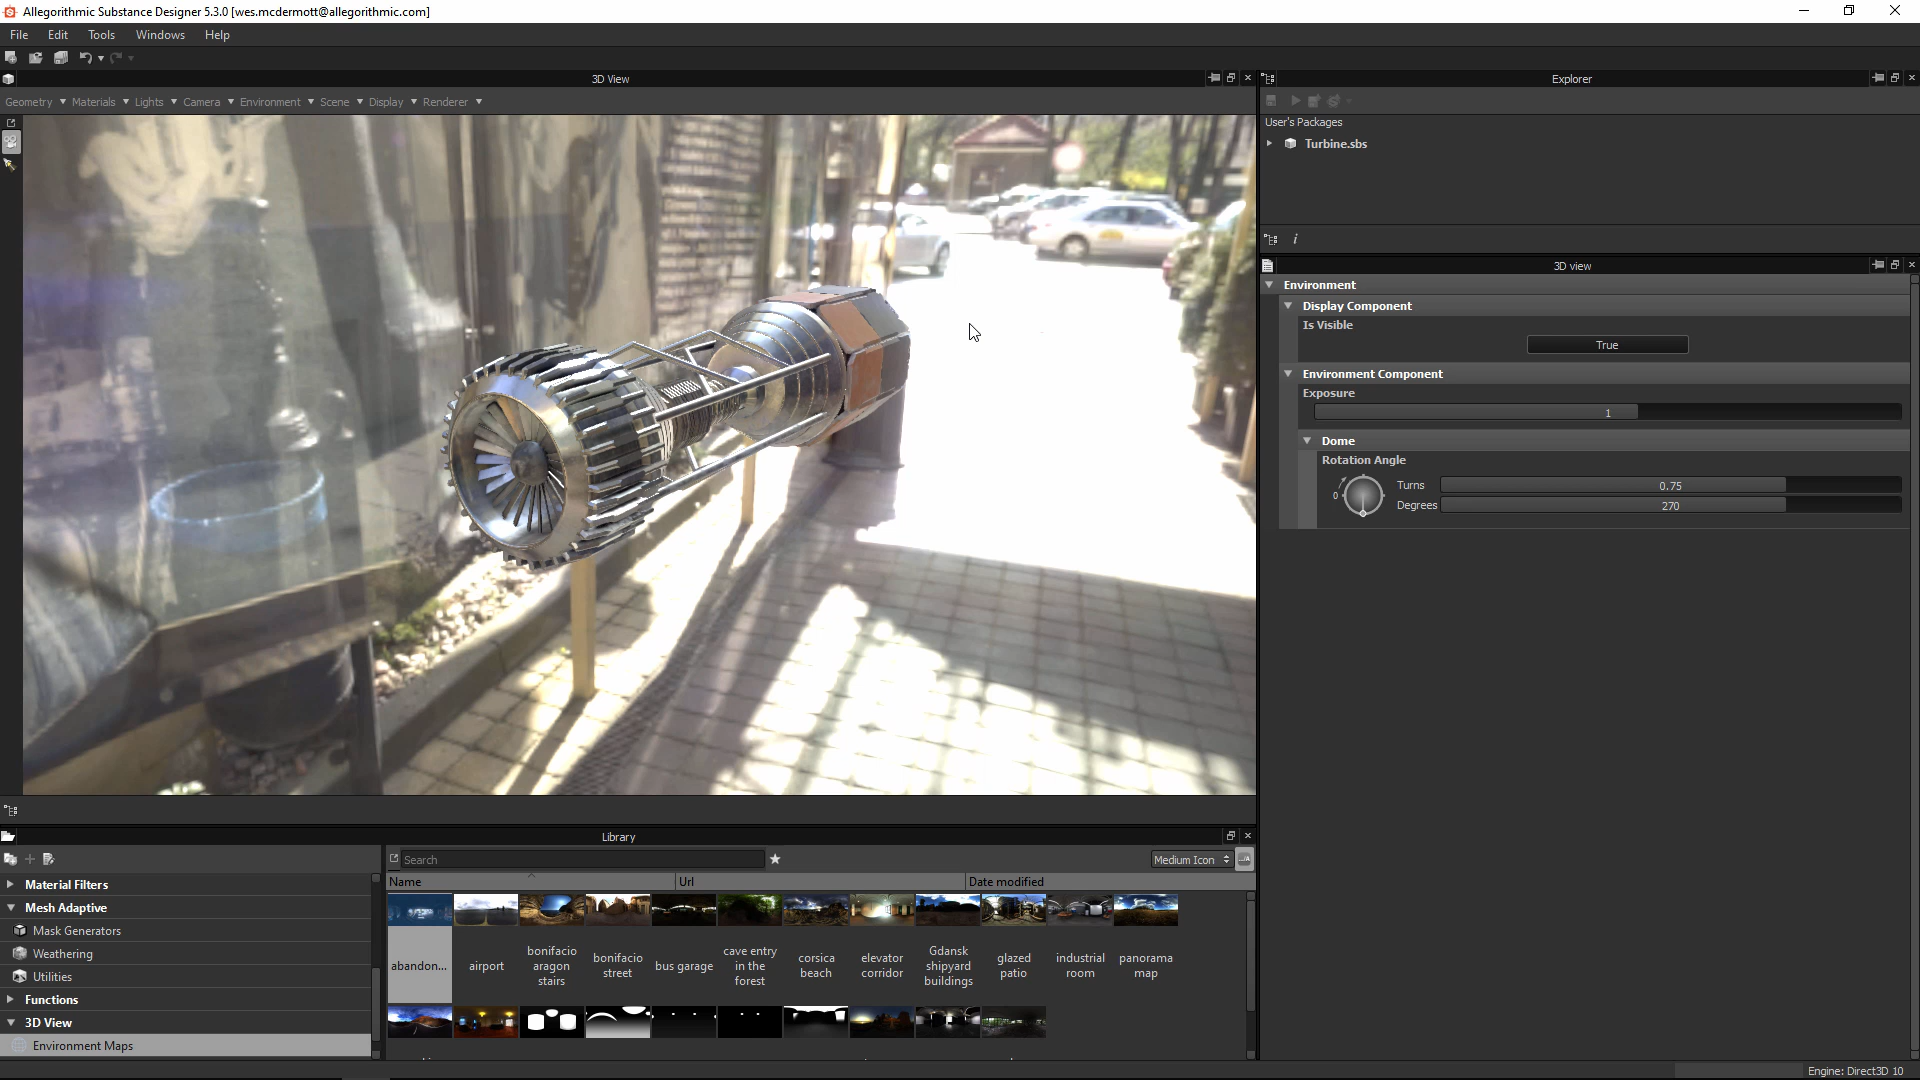 Allegorithmic Substance Designer 5.3.0 [wes.mcdermott@allegorithmic.com]
File Edit Tools Windows Help
3D View
Geometry Materials Lights Camera Environment Scene Display Renderer
Explorer
User's Packages
Turbine.sbs
i
3D view
Environment
Display Component
Is Visible
True
Environment Component
Exposure
1
Dome
Rotation Angle
0
Turns 0.75
Degrees 270
Library
Search
Medium Icon
Name Url Date modified
Material Filters
Mesh Adaptive
Mask Generators
Weathering
Utilities
Functions
3D View
Environment Maps
abandon...
airport
bonifacio
aragon
stairs
bonifacio
street
bus garage
cave entry
in the
forest
corsica
beach
elevator
corridor
Gdansk
shipyard
buildings
glazed
patio
industrial
room
panorama
map
Engine: Direct3D 10